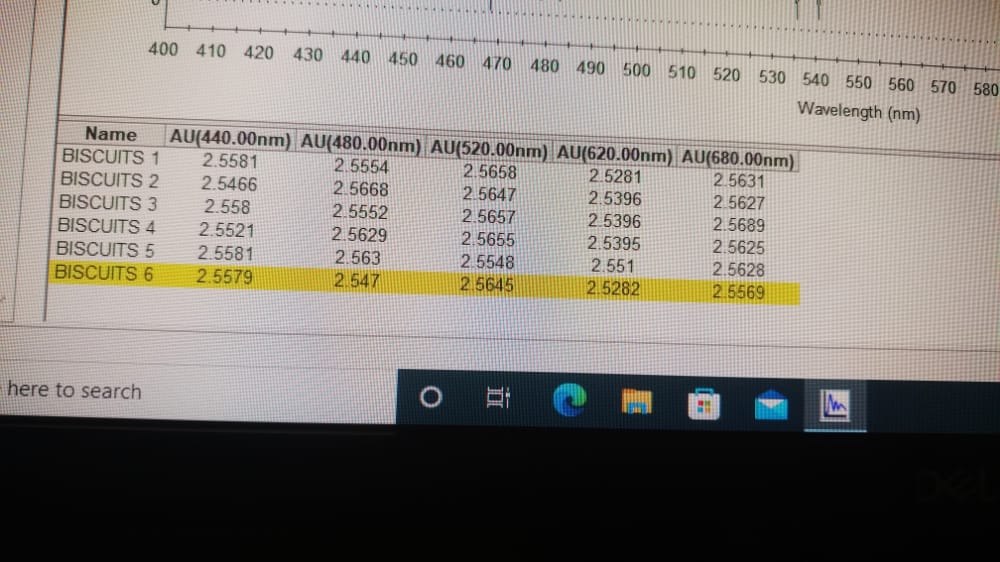 0
400 410 420 430 440 450 460 470 480 490 500 510 520 530 540 550 560 570 580
Wavelength (nm)
Name AU(440.00nm) AU(480.00nm) AU(520.00nm) AU(620.00nm) AU(680.00nm)
BISCUITS 1 2.5581 2.5554 2.5658 2.5281 2.5631
BISCUITS 2 2.5466 2.5668 2.5647 2.5396 2.5627
BISCUITS 3 2.558 2.5552 2.5657 2.5396 2.5689
BISCUITS 4 2.5521 2.5629 2.5655 2.5395 2.5625
BISCUITS 5 2.5581 2.563 2.5548 2.551 2.5628
BISCUITS 6 2.5579 2.547 2.5645 2.5282 2.5569
here to search
DELL